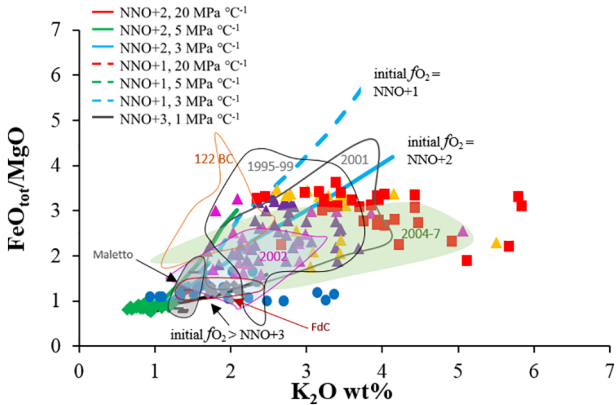 NNO+2, 20 MPa °C-1
NNO+2, 5 MPa °C-1
NNO+2, 3 MPa °C-1
NNO+1, 20 MPa °C-1
NNO+1, 5 MPa °C-1
NNO+1, 3 MPa °C-1
NNO+3, 1 MPa °C-1
initial fO2 =
NNO+1
initial fO2 =
NNO+2
122 BC
1995-99
2001
2004-7
2002
Maletto
initial fO2 > NNO+3
FdC
FeOtot/MgO
7
6
5
4
3
2
1
0
0
1
2
3
4
5
6
7
K2O wt%